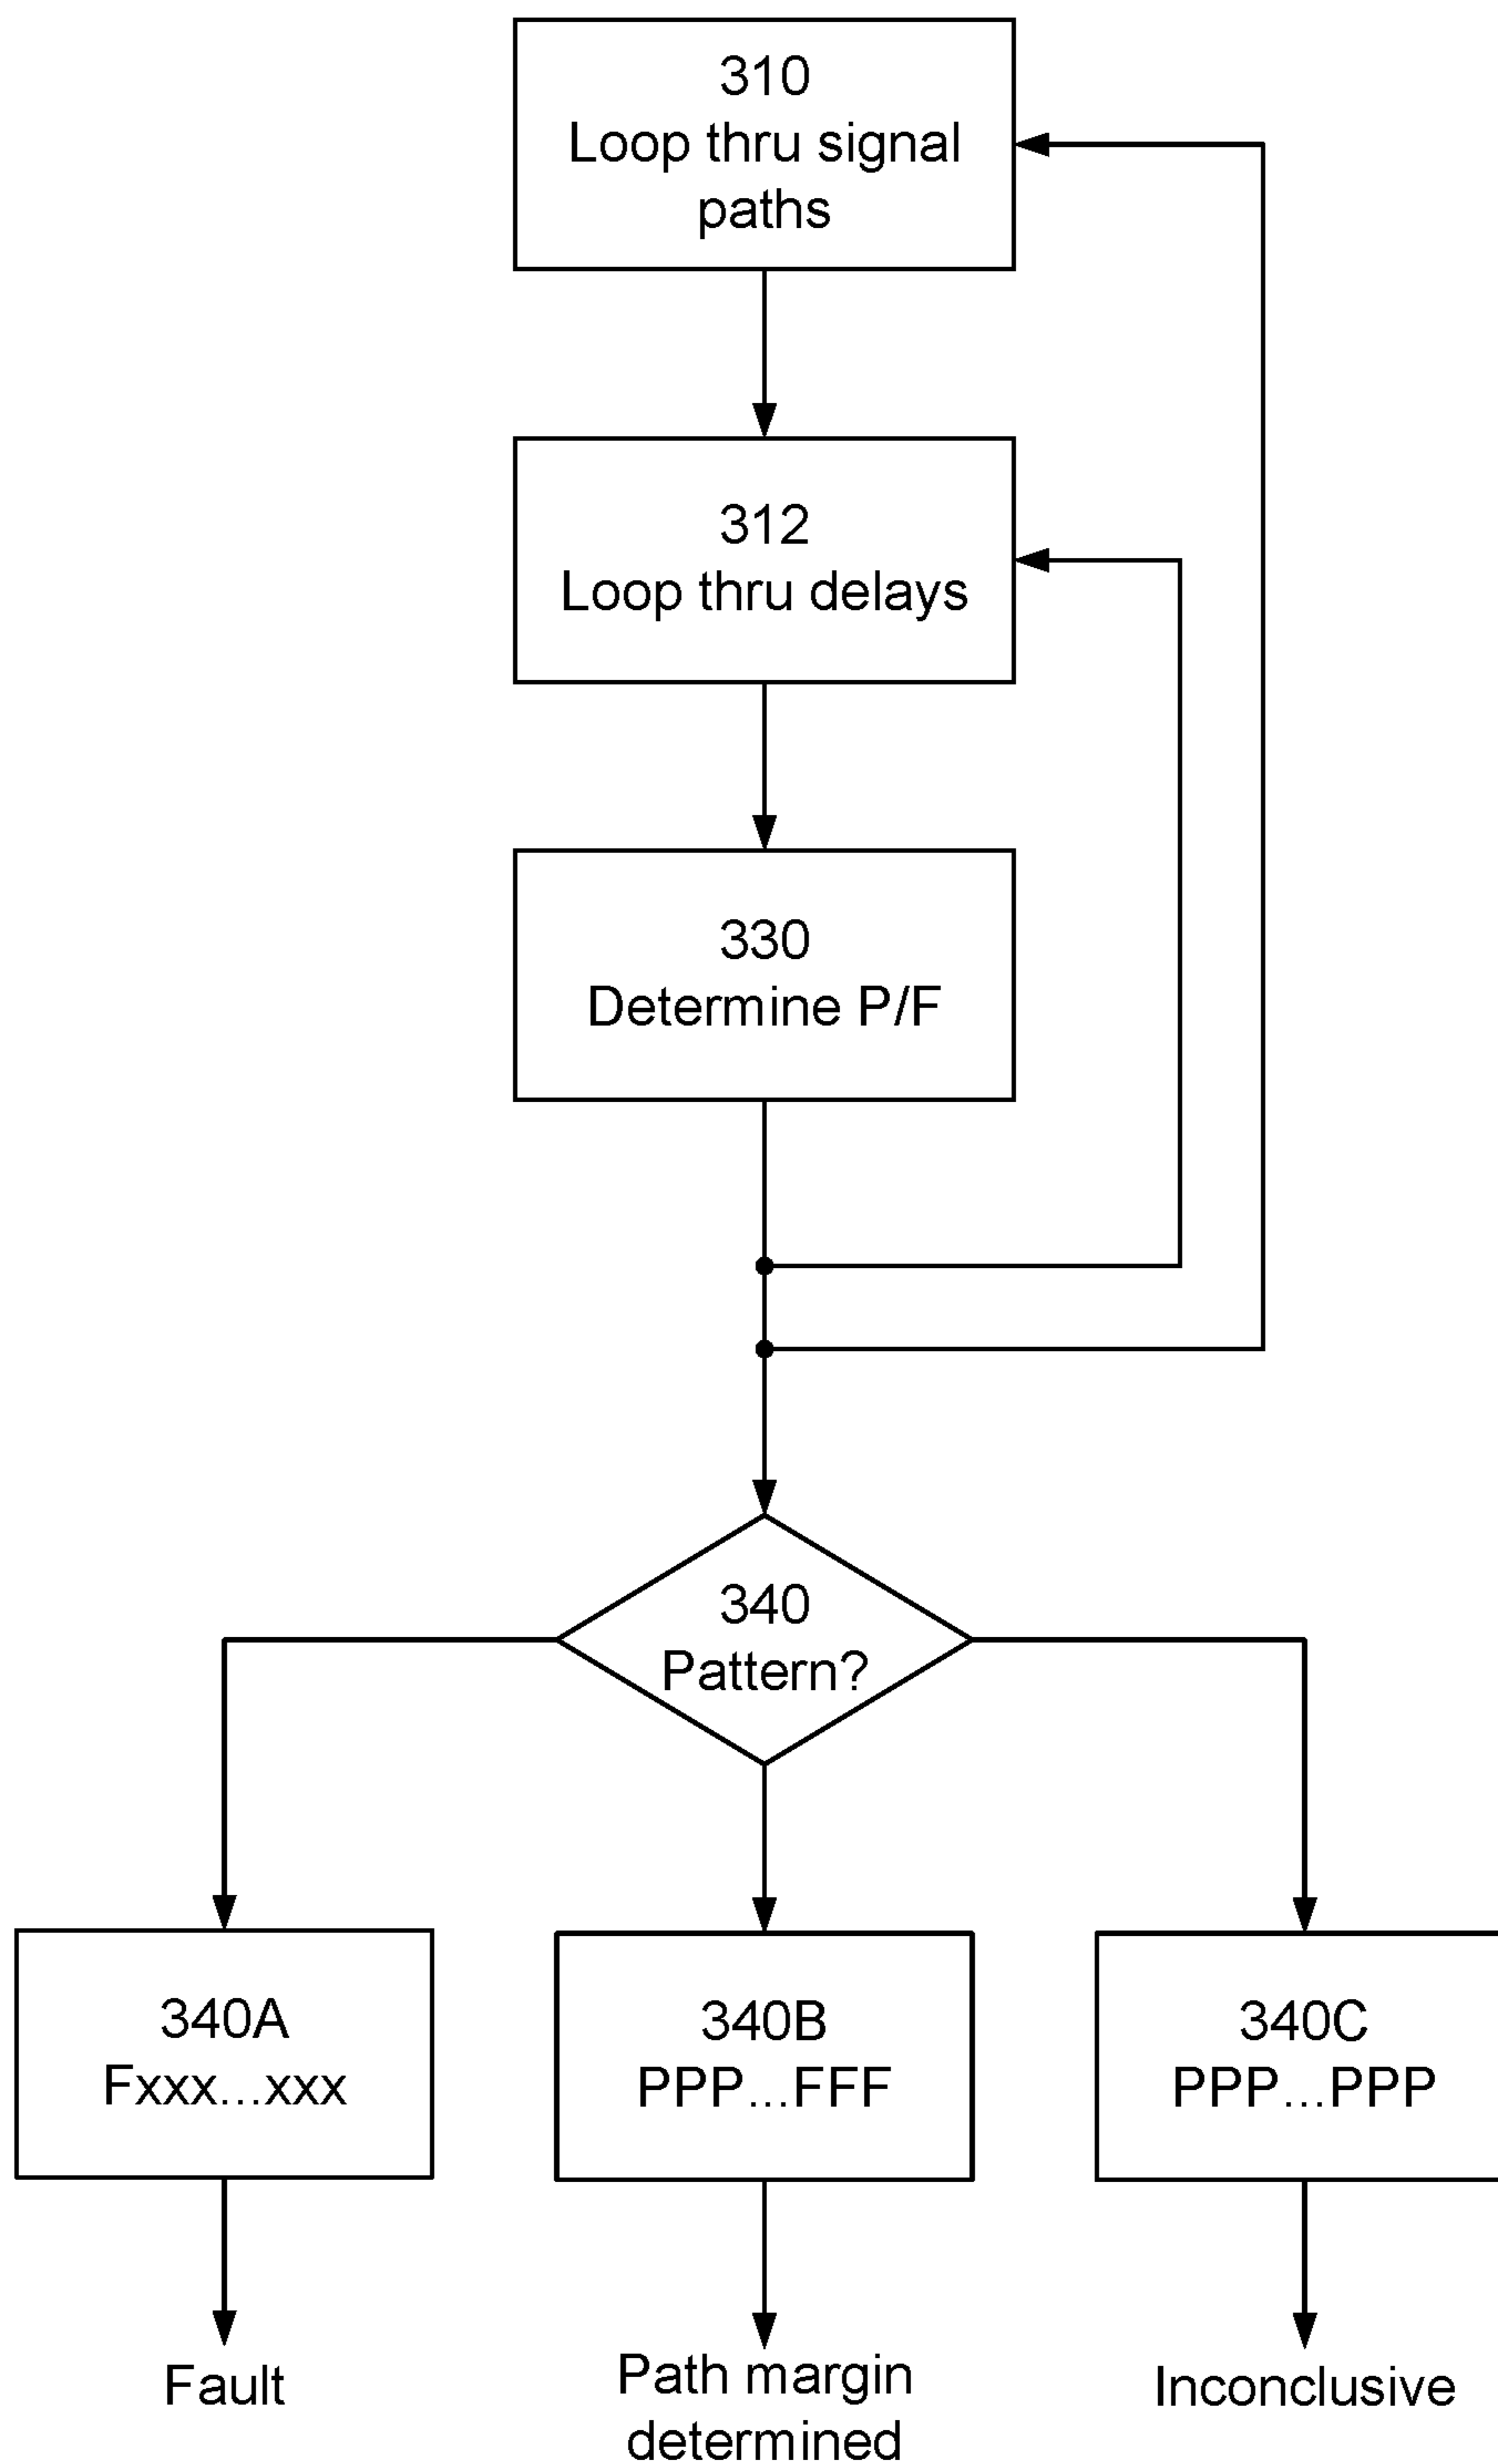 310
Loop thru signal
paths
312
Loop thru delays
330
Determine P/F
340
Pattern?
340A
Fxxx...xxx
340B
PPP...FFF
340C
PPP...PPP
Fault
Path margin
determined
Inconclusive